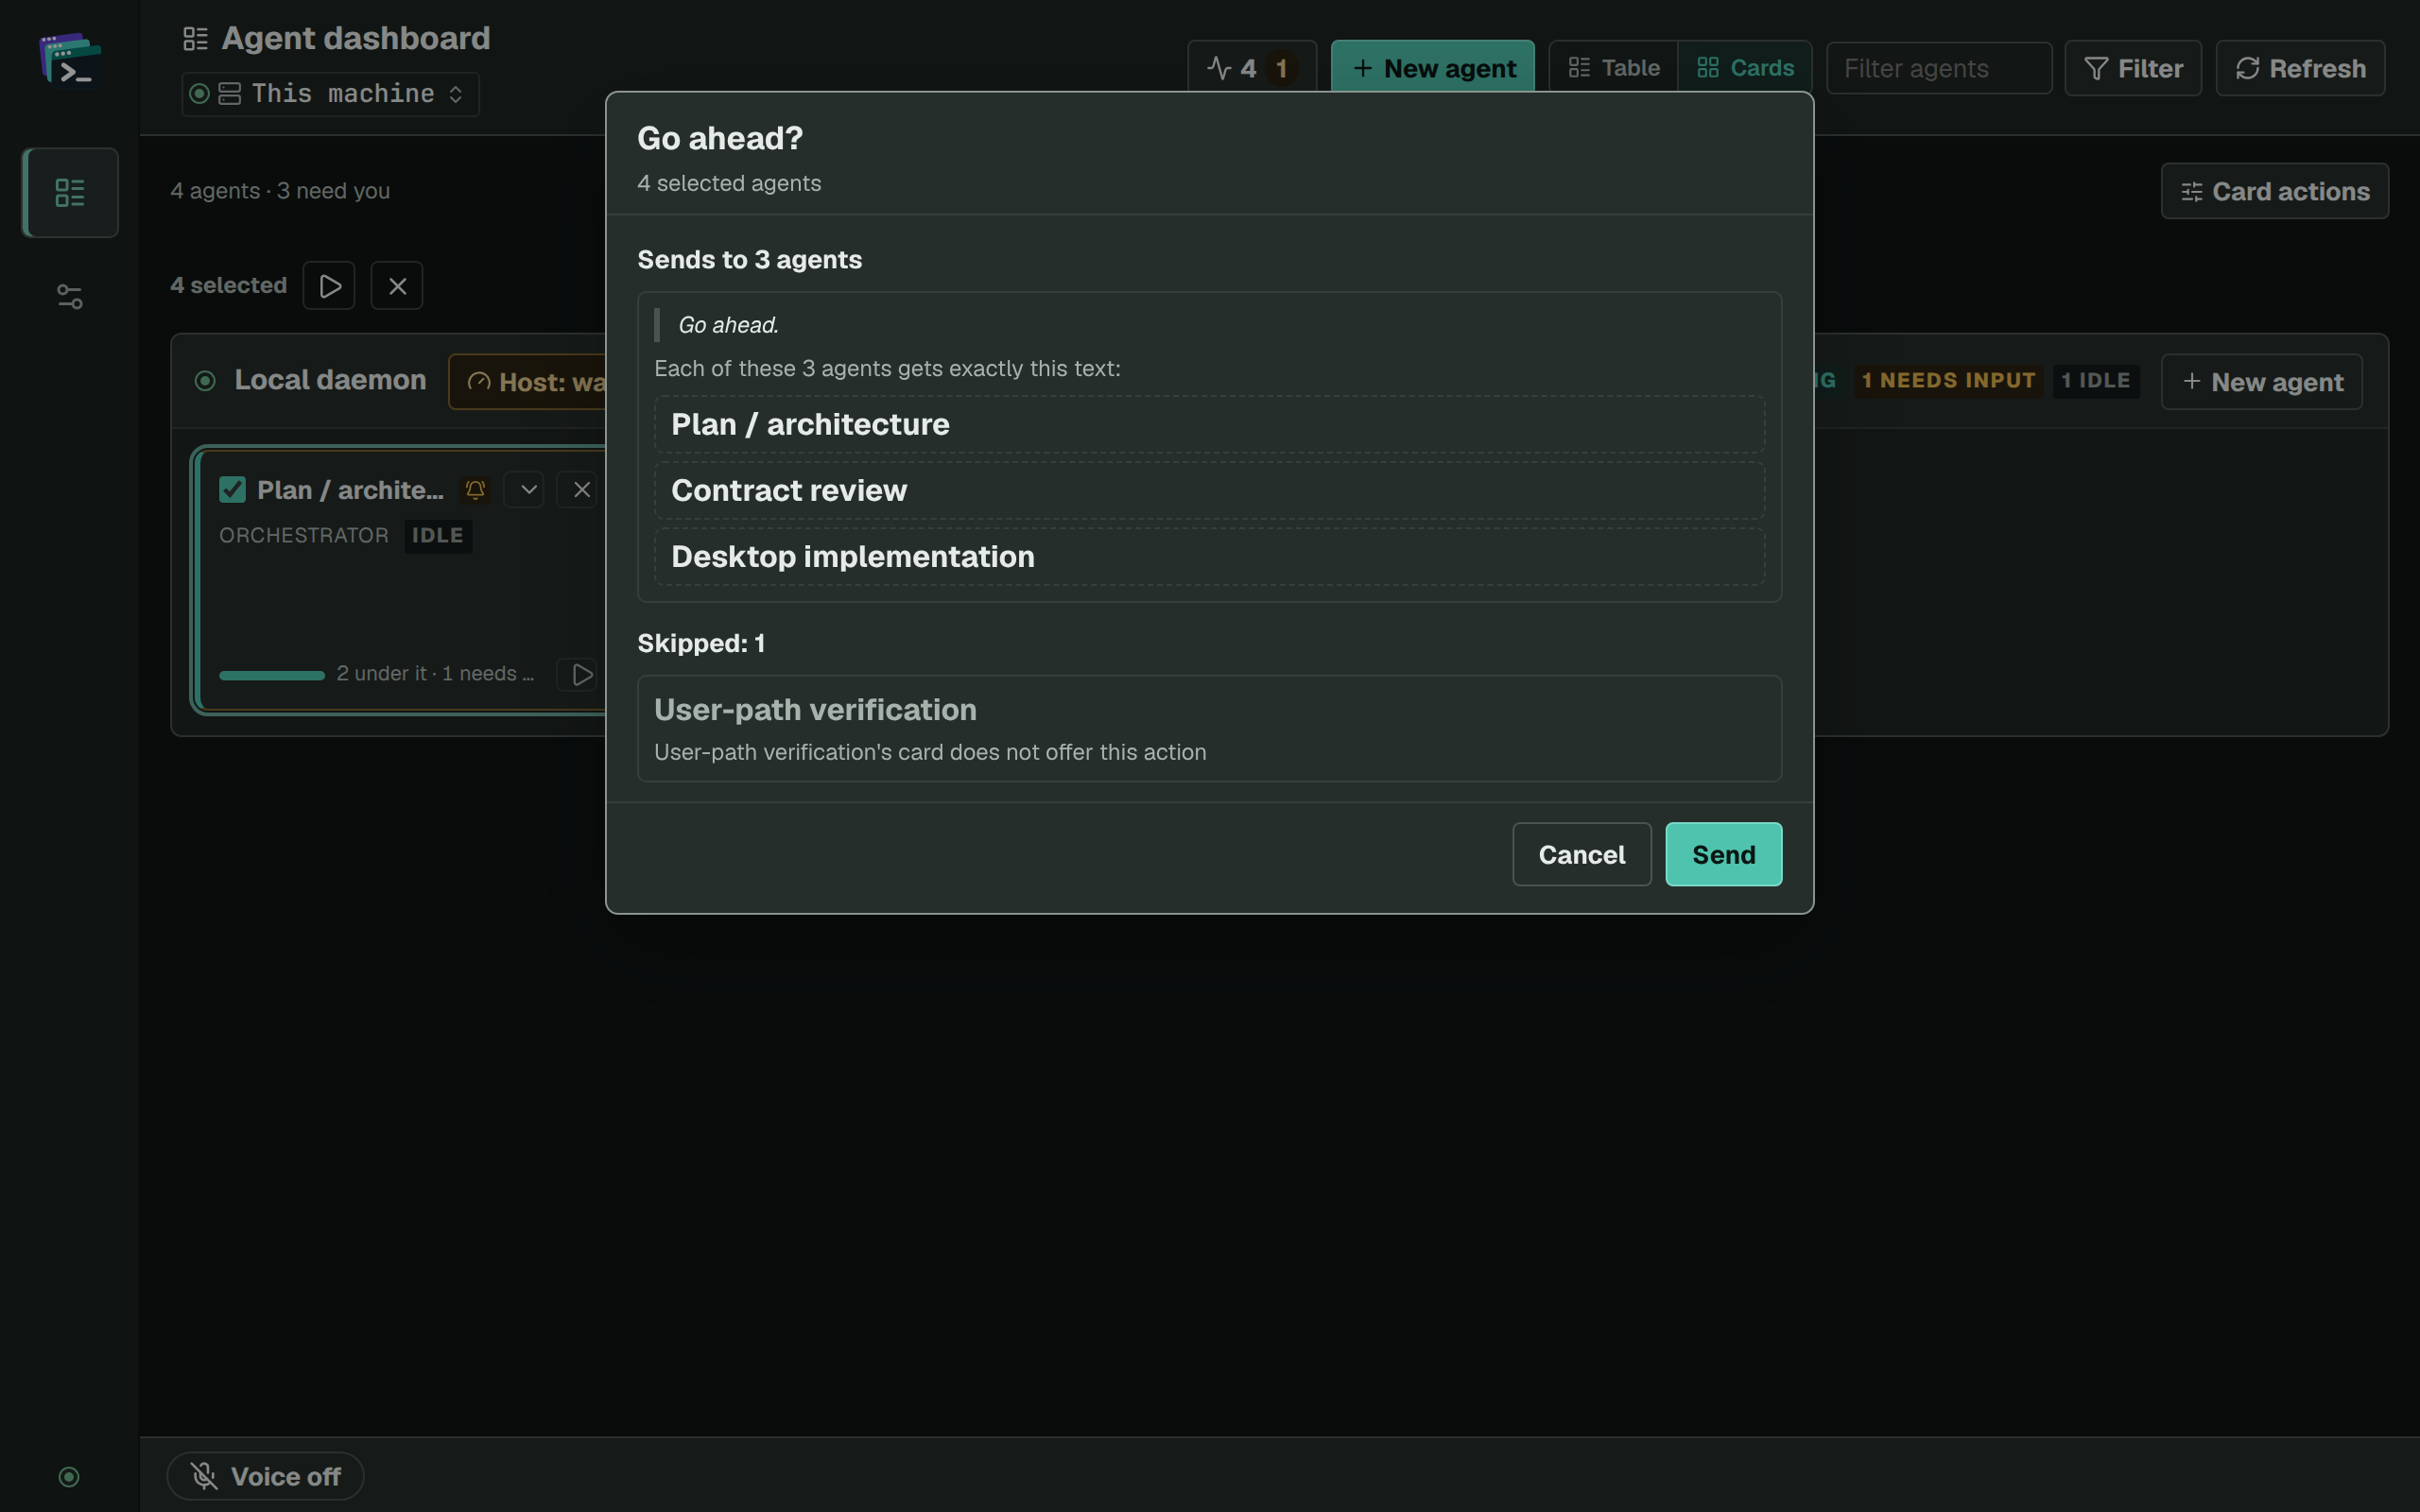 Agent dashboard
This machine
4 1
New agent
Table
Cards
Filter agents
Filter
Refresh
4 agents · 3 need you
Card actions
4 selected
Local daemon
1 NEEDS INPUT
1 IDLE
New agent
Plan / archite…
ORCHESTRATOR
IDLE
2 under it · 1 needs …
Go ahead?
4 selected agents
Sends to 3 agents
Go ahead.
Each of these 3 agents gets exactly this text:
Plan / architecture
Contract review
Desktop implementation
Skipped: 1
User-path verification
User-path verification's card does not offer this action
Cancel
Send
Voice off